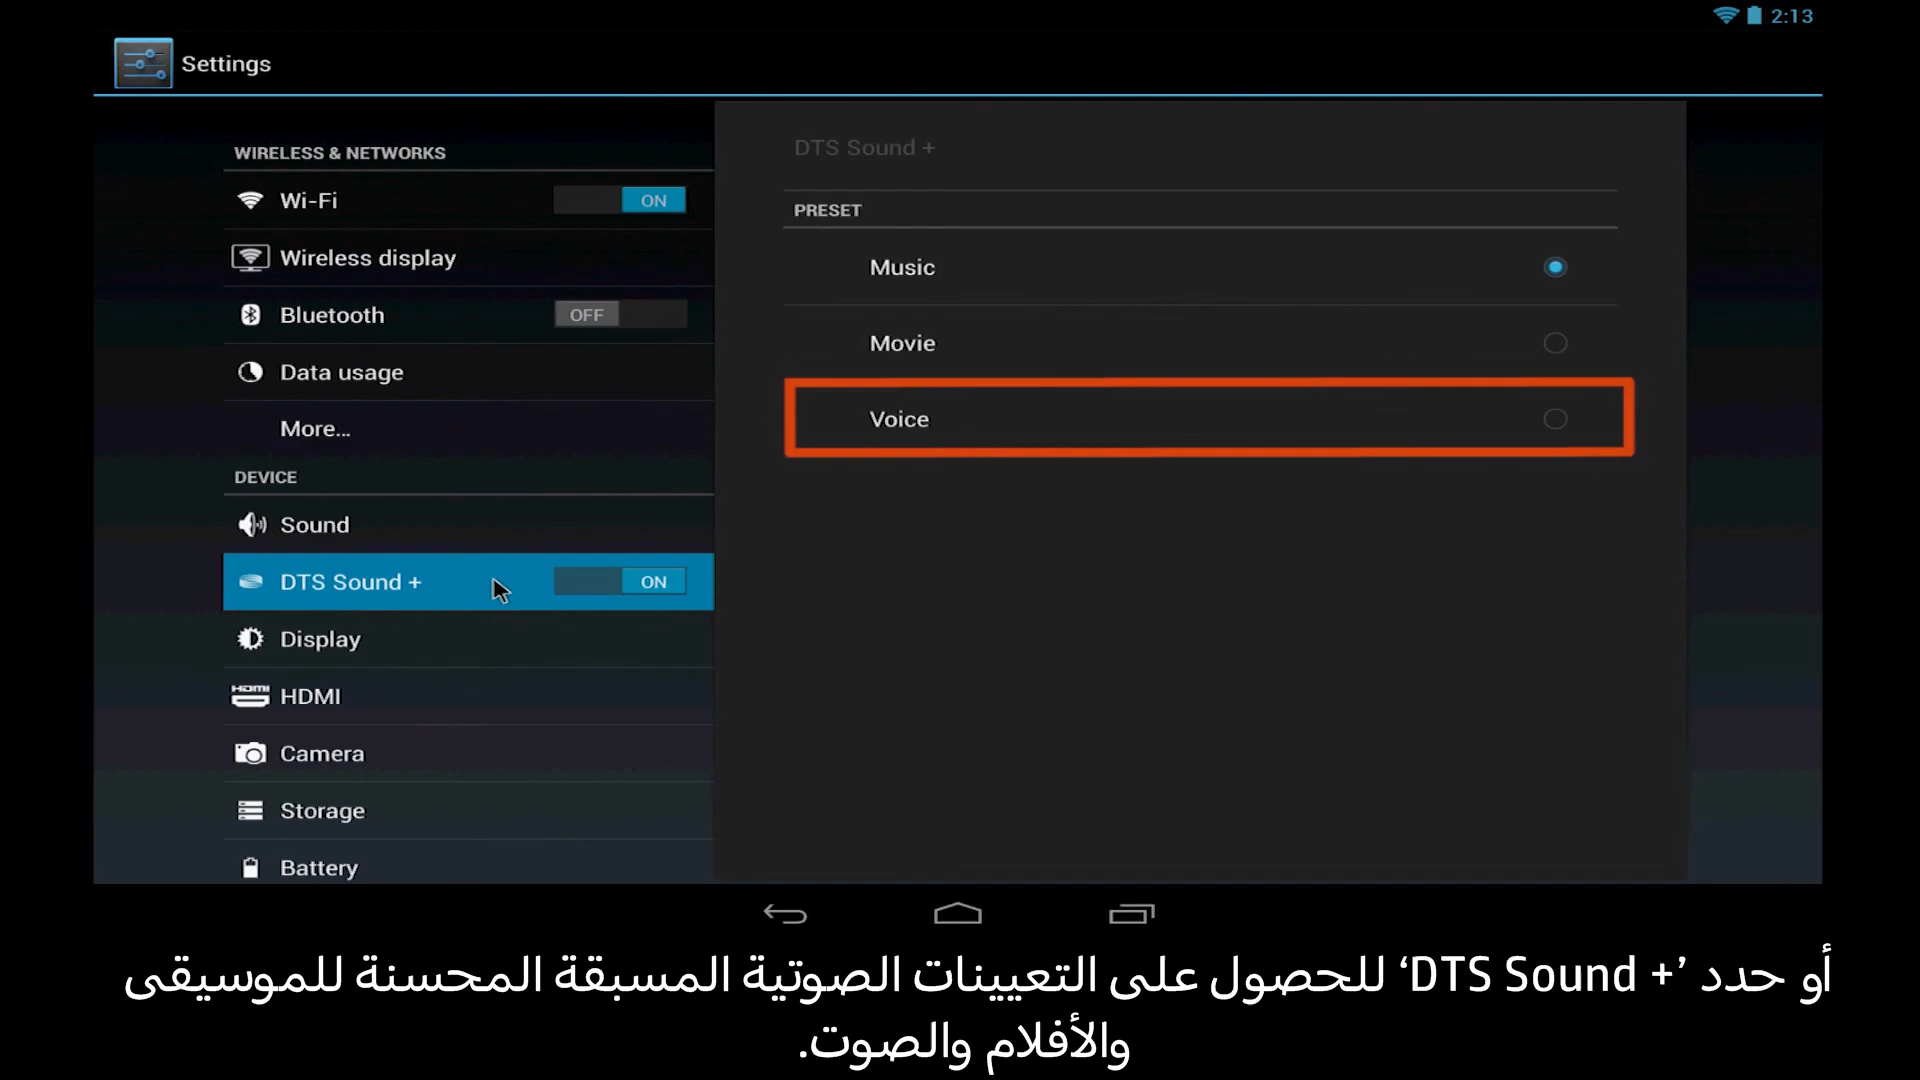 2:13
Settings
WIRELESS & NETWORKS
Wi-Fi
ON
Wireless display
Bluetooth
OFF
Data usage
More...
DEVICE
Sound
DTS Sound +
ON
Display
HDMI
Camera
Storage
Battery
DTS Sound +
PRESET
Music
Movie
Voice
أو حدد ’DTS Sound +‘ للحصول على التعيينات الصوتية المسبقة المحسنة للموسيقى
والأفلام والصوت.